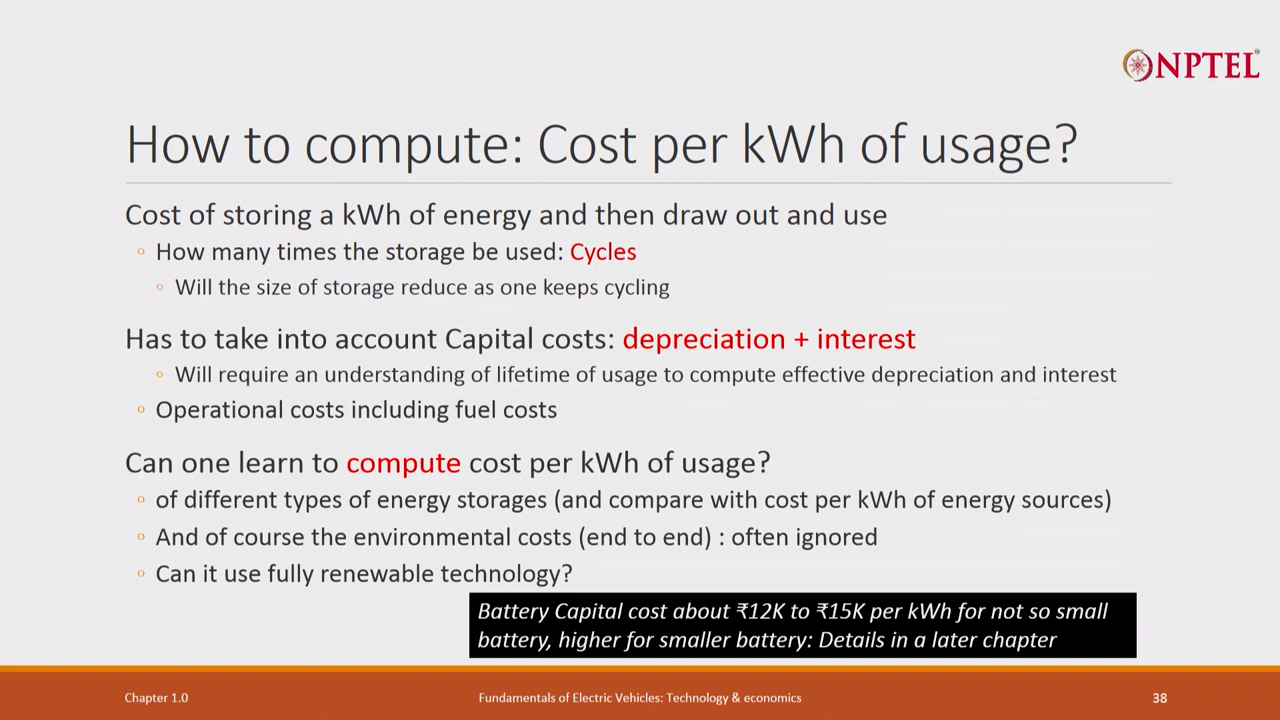 NPTEL
How to compute: Cost per kWh of usage?
Cost of storing a kWh of energy and then draw out and use
How many times the storage be used: Cycles
Will the size of storage reduce as one keeps cycling
Has to take into account Capital costs: depreciation + interest
Will require an understanding of lifetime of usage to compute effective depreciation and interest
Operational costs including fuel costs
Can one learn to compute cost per kWh of usage?
of different types of energy storages (and compare with cost per kWh of energy sources)
And of course the environmental costs (end to end) : often ignored
Can it use fully renewable technology?
Battery Capital cost about ₹12K to ₹15K per kWh for not so small
battery, higher for smaller battery: Details in a later chapter
Chapter 1.0
Fundamentals of Electric Vehicles: Technology & economics
38